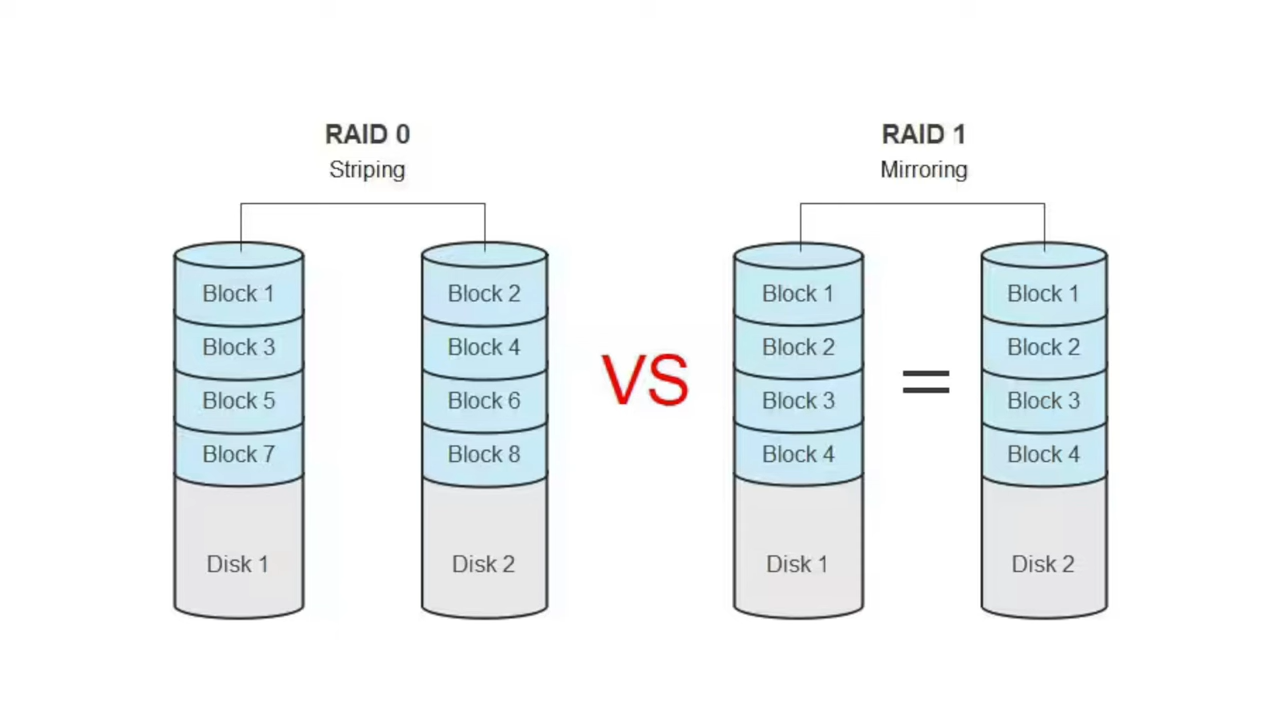 RAID 0
Striping
Block 1
Block 3
Block 5
Block 7
Disk 1
Block 2
Block 4
Block 6
Block 8
Disk 2
VS
RAID 1
Mirroring
Block 1
Block 2
Block 3
Block 4
Disk 1
=
Block 1
Block 2
Block 3
Block 4
Disk 2